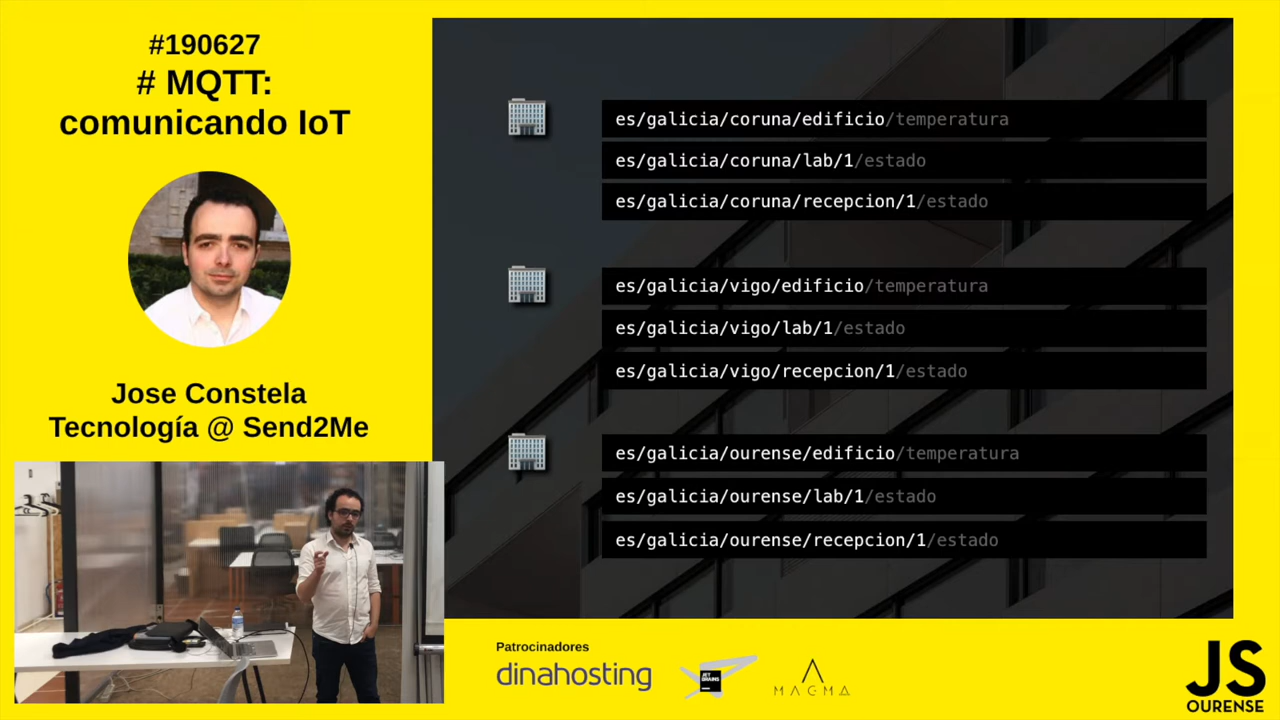 #190627
# MQTT:
comunicando IoT
Jose Constela
Tecnología @ Send2Me
es/galicia/coruna/edificio/temperatura
es/galicia/coruna/lab/1/estado
es/galicia/coruna/recepcion/1/estado
es/galicia/vigo/edificio/temperatura
es/galicia/vigo/lab/1/estado
es/galicia/vigo/recepcion/1/estado
es/galicia/ourense/edificio/temperatura
es/galicia/ourense/lab/1/estado
es/galicia/ourense/recepcion/1/estado
Patrocinadores
dinahosting
JET
BRAINS
MAGMA
JS
OURENSE